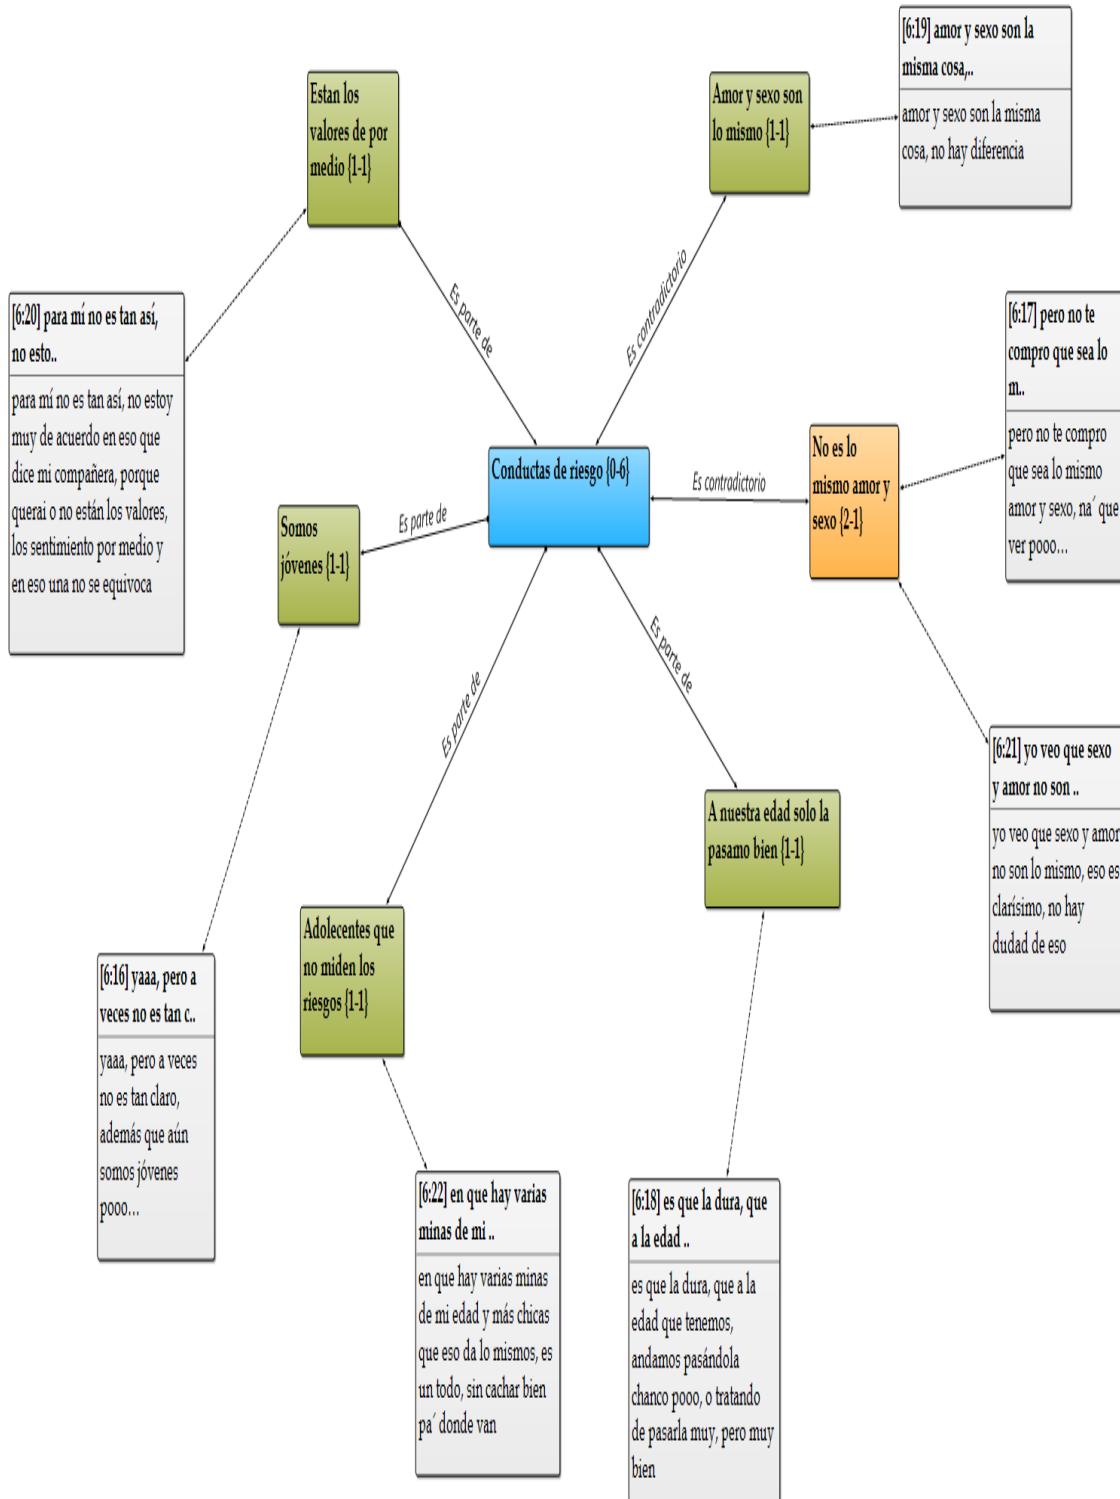 [6:19] amor y sexo son la
misma cosa,..
amor y sexo son la misma
cosa, no hay diferencia
Estan los
valores de por
medio {1-1}
Amor y sexo son
lo mismo {1-1}
Es parte de
Es contradictorio
[6:20] para mí no es tan así,
no esto..
para mí no es tan así, no estoy
muy de acuerdo en eso que
dice mi compañera, porque
querai o no están los valores,
los sentimiento por medio y
en eso una no se equivoca
[6:17] pero no te
compro que sea lo
m..
pero no te compro
que sea lo mismo
amor y sexo, na´ que
ver pooo...
Conductas de riesgo {0-6}
Es contradictorio
No es lo
mismo amor y
sexo {2-1}
Somos
jóvenes {1-1}
Es parte de
Es parte de
Es parte de
[6:21] yo veo que sexo
y amor no son ..
yo veo que sexo y amor
no son lo mismo, eso es
clarísimo, no hay
dudad de eso
A nuestra edad solo la
pasamo bien {1-1}
Adolecentes que
no miden los
riesgos {1-1}
[6:16] yaaa, pero a
veces no es tan c..
yaaa, pero a veces
no es tan claro,
además que aún
somos jóvenes
pooo...
[6:22] en que hay varias
minas de mi ..
en que hay varias minas
de mi edad y más chicas
que eso da lo mismos, es
un todo, sin cachar bien
pa´ donde van
[6:18] es que la dura, que
a la edad ..
es que la dura, que a la
edad que tenemos,
andamos pasándola
chanco pooo, o tratando
de pasarla muy, pero muy
bien